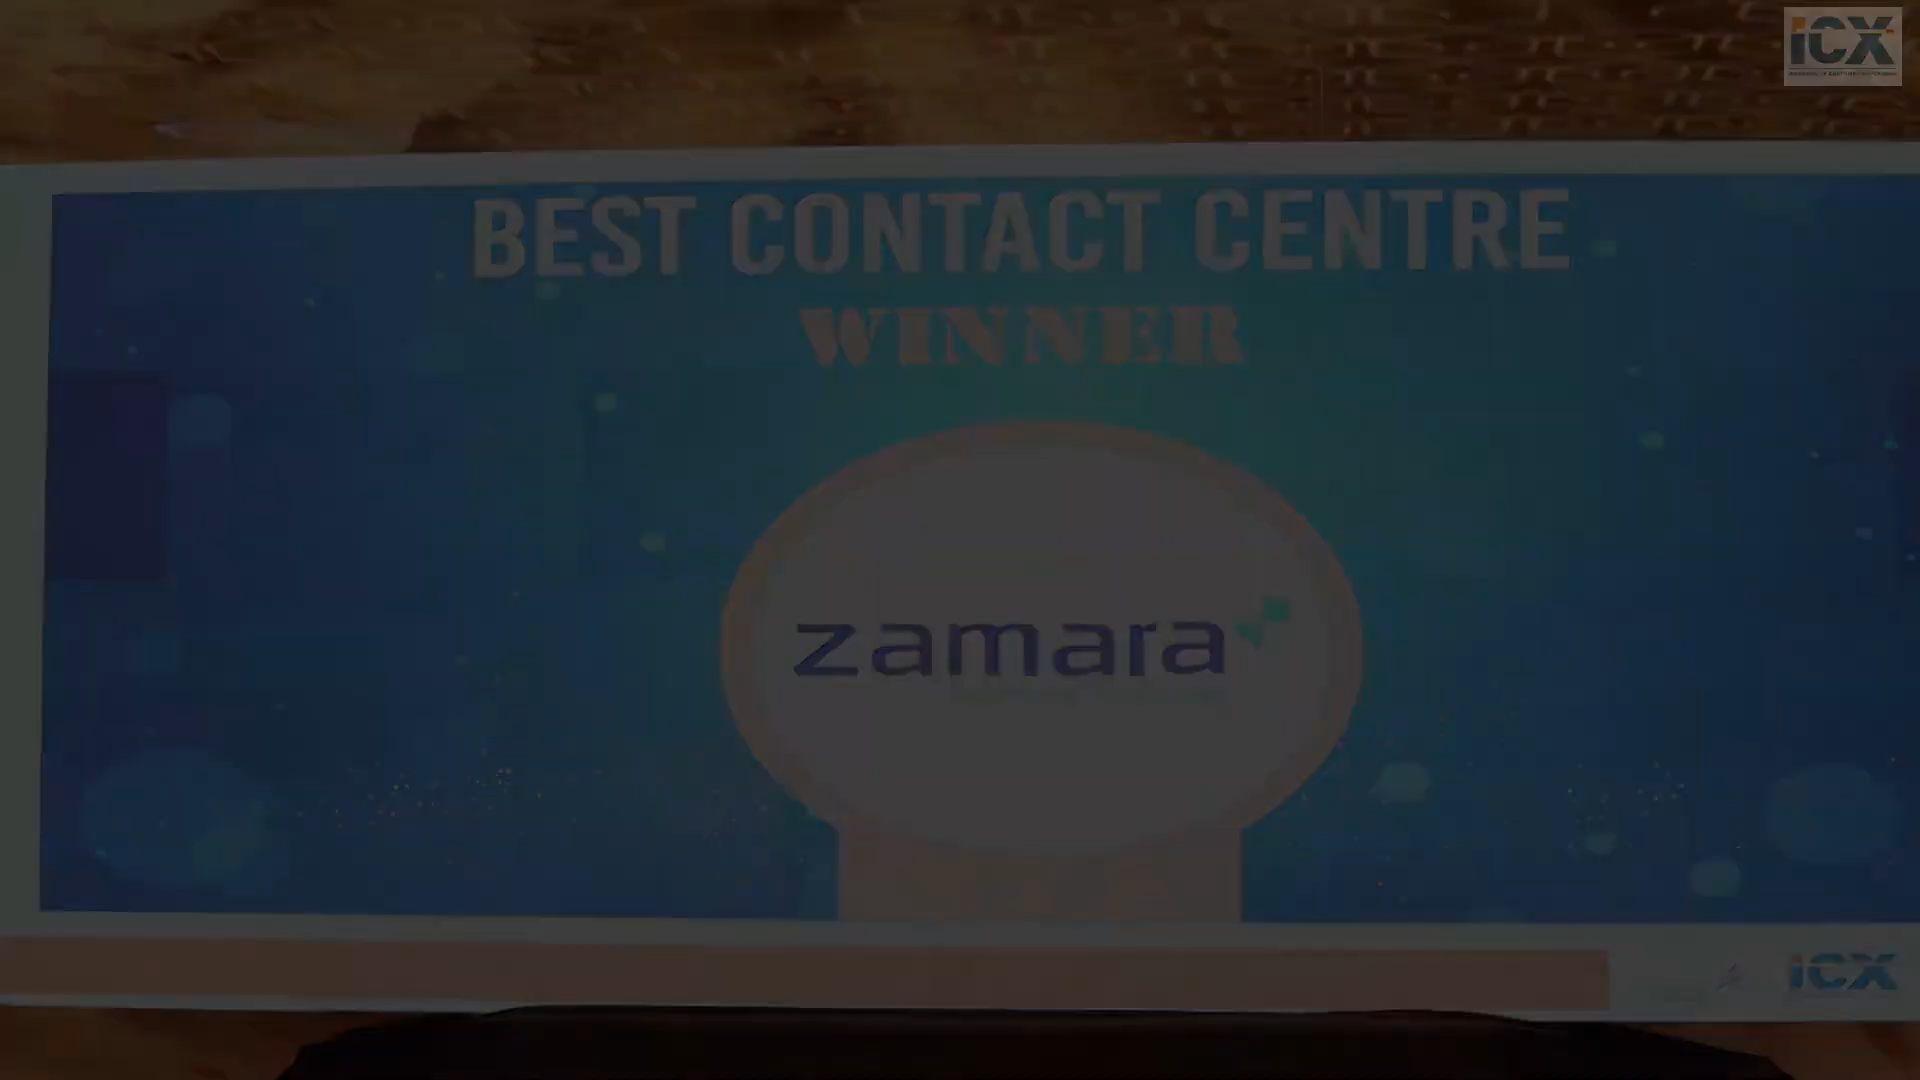 iCX
BEST CONTACT CENTRE
WINNER
zamara
iCX